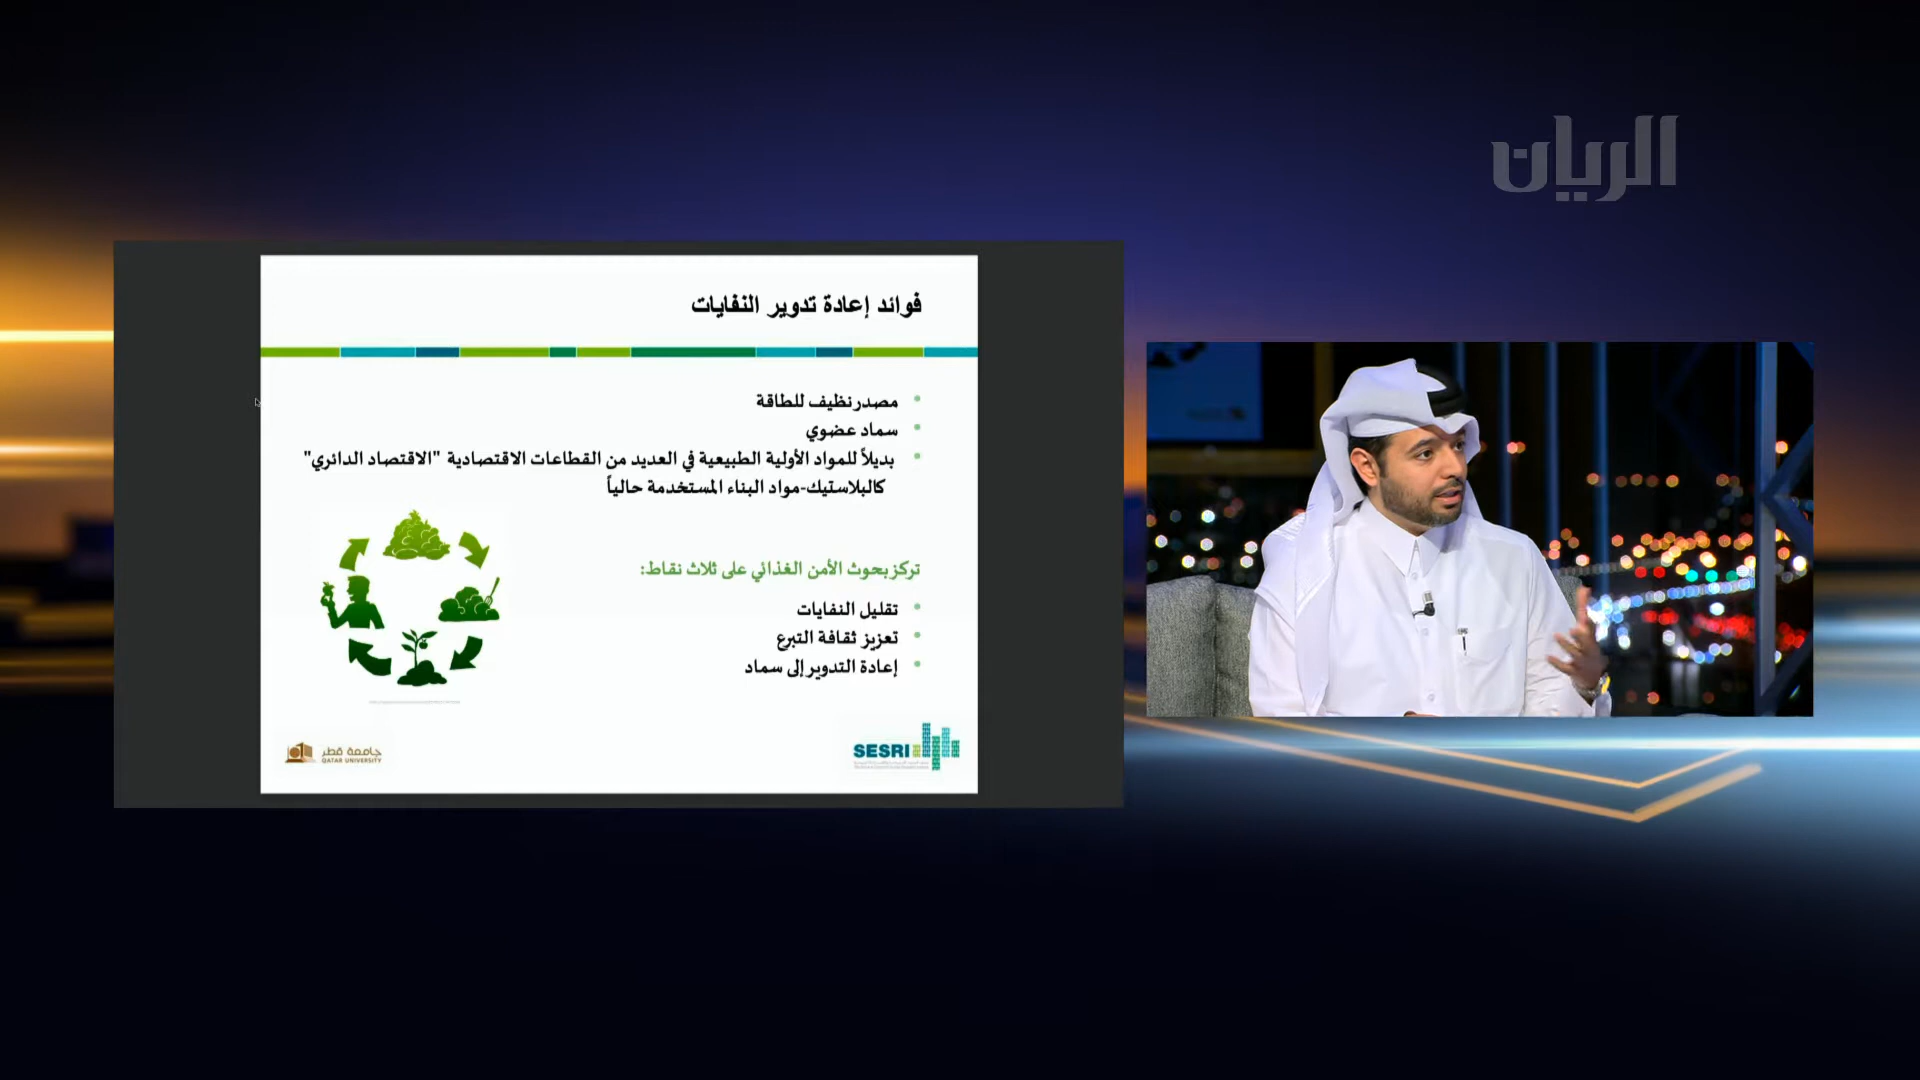 الريان
فوائد إعادة تدوير النفايات
مصدر نظيف للطاقة
سماد عضوي
بديلاً للمواد الأولية الطبيعية في العديد من القطاعات الاقتصادية "الاقتصاد الدائري"
كالبلاستيك-مواد البناء المستخدمة حالياً
تركز بحوث الأمن الغذائي على ثلاث نقاط:
تقليل النفايات
تعزيز ثقافة التبرع
إعادة التدوير إلى سماد
جامعة قطر
QATAR UNIVERSITY
SESRI